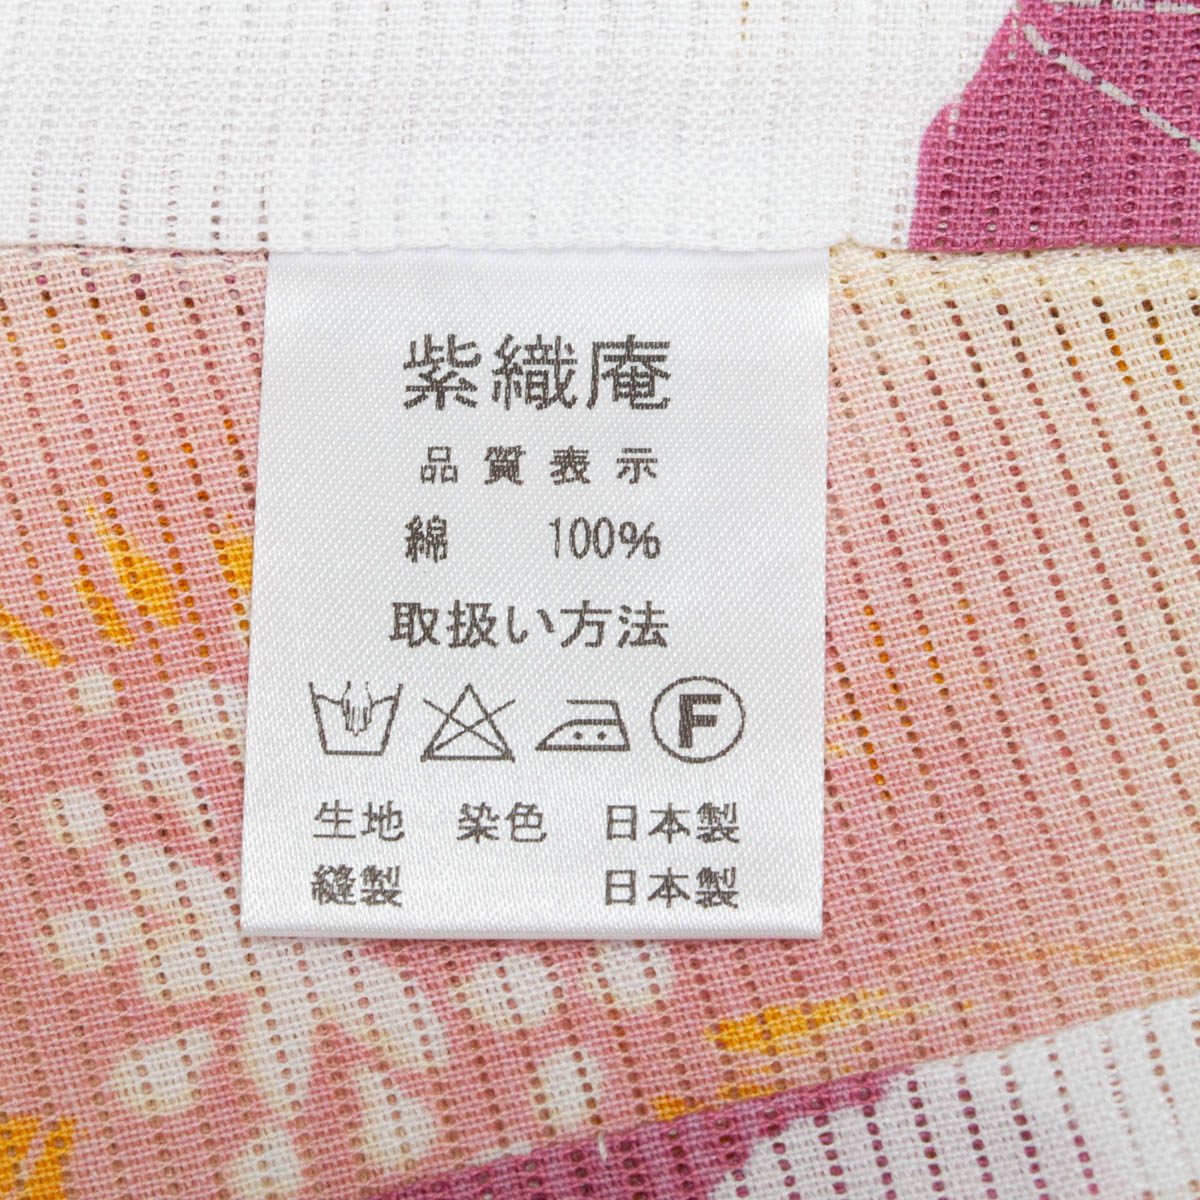 紫織庵
品質表示
綿 100%
取扱い方法
F
生地 染色 日本製
縫製 日本製